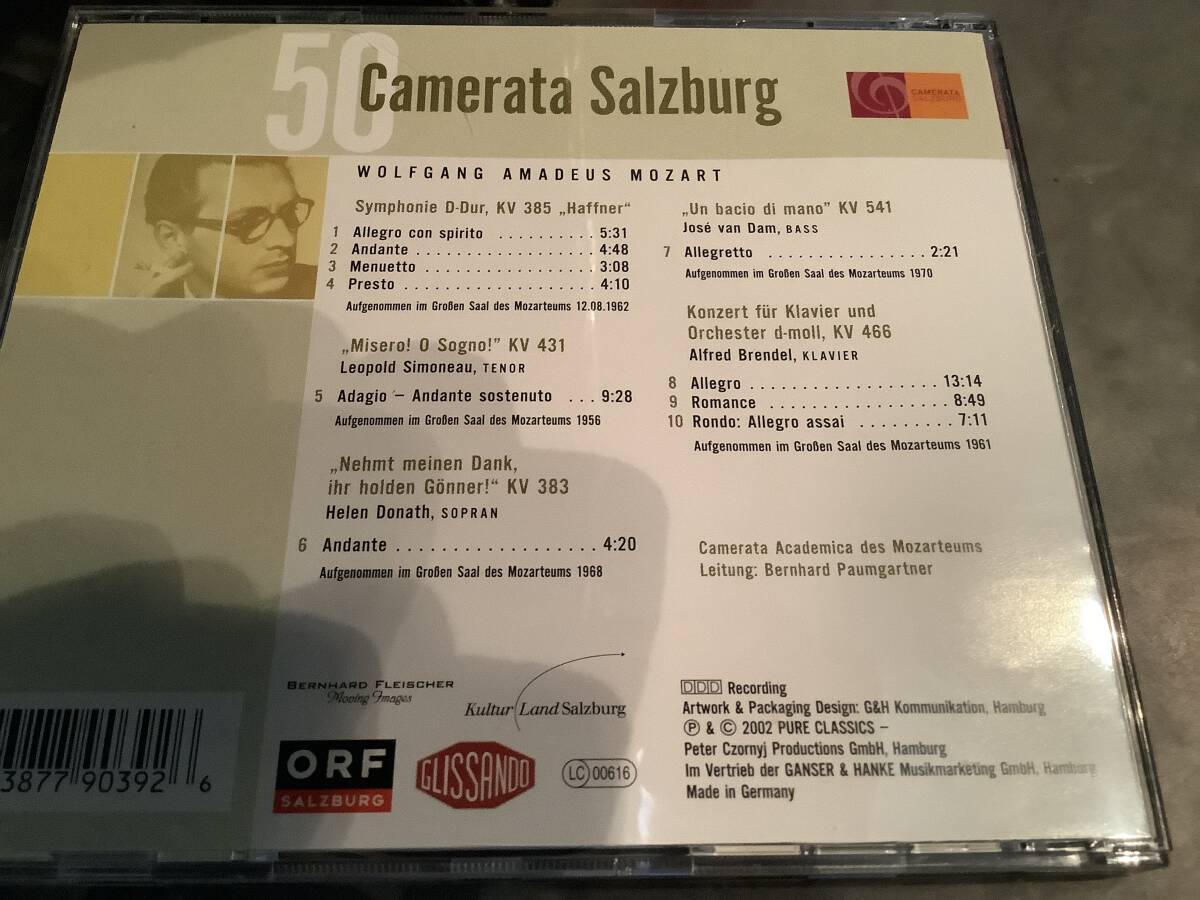 50 Camerata Salzburg
CAMERATA
SALZBURG
WOLFGANG AMADEUS MOZART
Symphonie D-Dur, KV 385 „Haffner“
1 Allegro con spirito .......... 5:31
2 Andante .................. 4:48
3 Menuetto ................. 3:08
4 Presto ................... 4:10
Aufgenommen im Großen Saal des Mozarteums 12.08.1962
„Misero! O Sogno!” KV 431
Leopold Simoneau, TENOR
5 Adagio – Andante sostenuto ... 9:28
Aufgenommen im Großen Saal des Mozarteums 1956
„Nehmt meinen Dank,
ihr holden Gönner!“ KV 383
Helen Donath, SOPRAN
6 Andante .................. 4:20
Aufgenommen im Großen Saal des Mozarteums 1968
„Un bacio di mano” KV 541
José van Dam, BASS
7 Allegretto ................ 2:21
Aufgenommen im Großen Saal des Mozarteums 1970
Konzert für Klavier und
Orchester d-moll, KV 466
Alfred Brendel, KLAVIER
8 Allegro ................... 13:14
9 Romance ................. 8:49
10 Rondo: Allegro assai ......... 7:11
Aufgenommen im Großen Saal des Mozarteums 1961
Camerata Academica des Mozarteums
Leitung: Bernhard Paumgartner
BERNHARD FLEISCHER
Moving Images
Kultur Land Salzburg
ORF
SALZBURG
GLISSANDO
LC 00616
DDD Recording
Artwork & Packaging Design: G&H Kommunikation, Hamburg
Ⓟ & © 2002 PURE CLASSICS –
Peter Czornyj Productions GmbH, Hamburg
Im Vertrieb der GANSER & HANKE Musikmarketing GmbH, Hamburg
Made in Germany
3877 90392 6